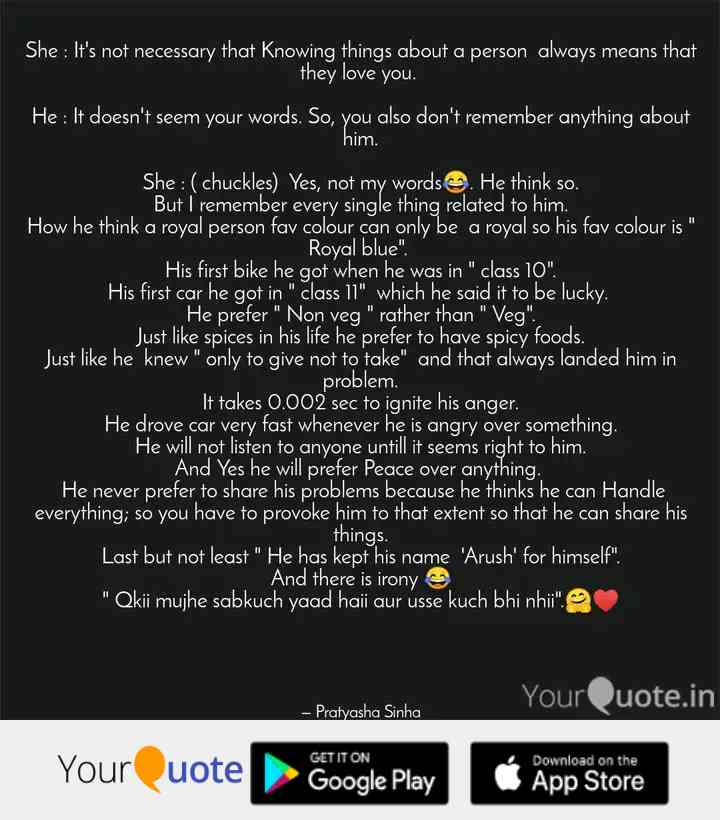 She : It's not necessary that Knowing things about a person always means that
they love you.
He : It doesn't seem your words. So, you also don't remember anything about
him.
She : ( chuckles) Yes, not my words😂. He think so.
But I remember every single thing related to him.
How he think a royal person fav colour can only be a royal so his fav colour is "
Royal blue".
His first bike he got when he was in " class 10".
His first car he got in " class 11" which he said it to be lucky.
He prefer " Non veg " rather than " Veg".
Just like spices in his life he prefer to have spicy foods.
Just like he knew " only to give not to take" and that always landed him in
problem.
It takes 0.002 sec to ignite his anger.
He drove car very fast whenever he is angry over something.
He will not listen to anyone untill it seems right to him.
And Yes he will prefer Peace over anything.
He never prefer to share his problems because he thinks he can Handle
everything; so you have to provoke him to that extent so that he can share his
things.
Last but not least " He has kept his name 'Arush' for himself".
And there is irony 😂
" Qkii mujhe sabkuch yaad haii aur usse kuch bhi nhii".🤗♥️
YourQuote.in
– Pratyasha Sinha
YourQuote
GET IT ON
Google Play
Download on the
App Store